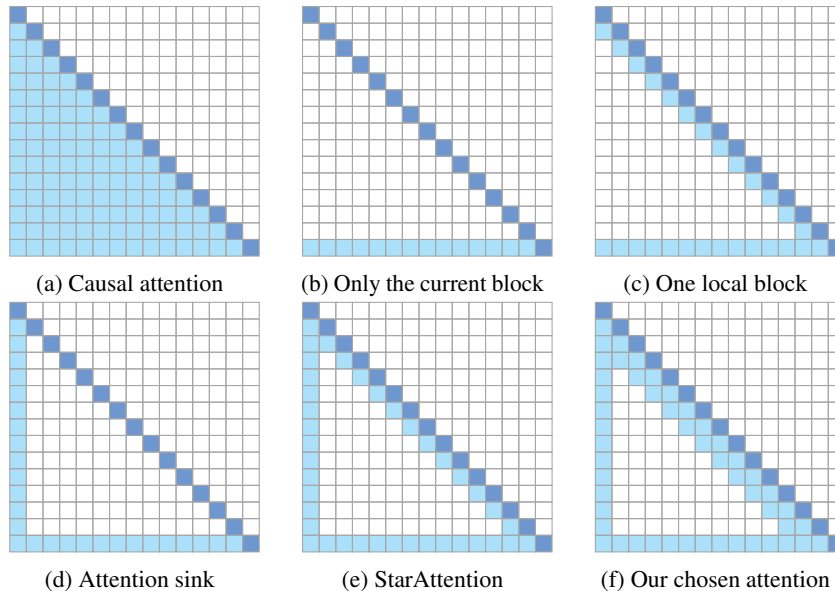 (a) Causal attention
(b) Only the current block
(c) One local block
(d) Attention sink
(e) StarAttention
(f) Our chosen attention